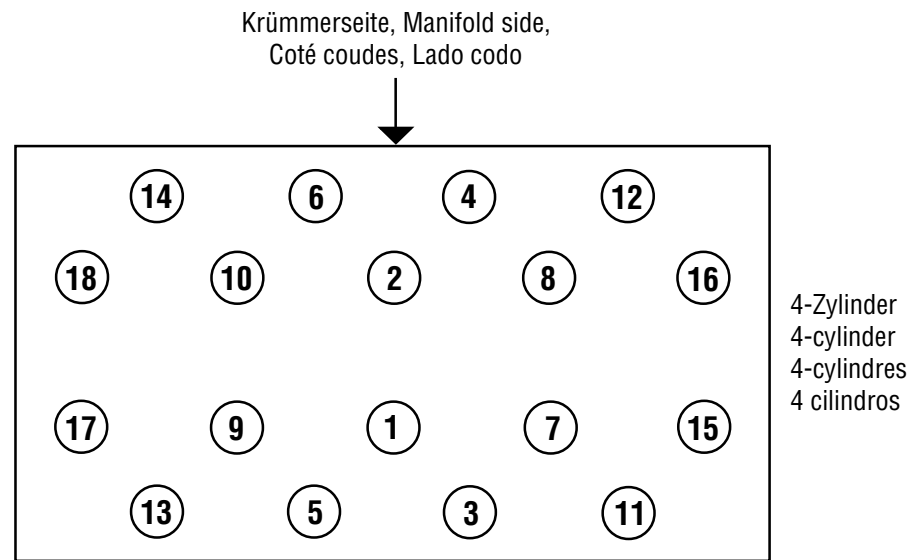 Krümmerseite, Manifold side,
Coté coudes, Lado codo
14 6 4 12
18 10 2 8 16
4-Zylinder
4-cylinder
4-cylindres
4 cilindros
17 9 1 7 15
13 5 3 11